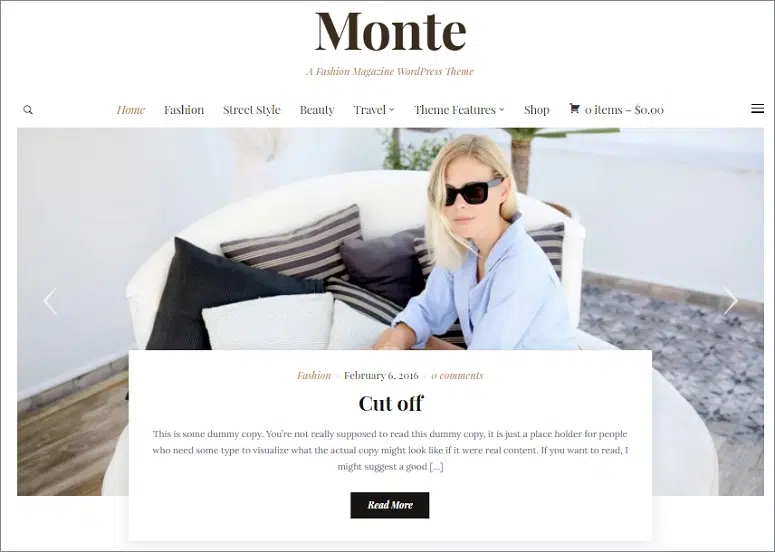 Monte
A Fashion Magazine WordPress Theme
Home Fashion Street Style Beauty Travel Theme Features Shop 0 items – $0.00
Fashion February 6, 2016 0 comments
Cut off
This is some dummy copy. You're not really supposed to read this dummy copy, it is just a place holder for people
who need some type to visualize what the actual copy might look like if it were real content. If you want to read, I
might suggest a good [...]
Read More